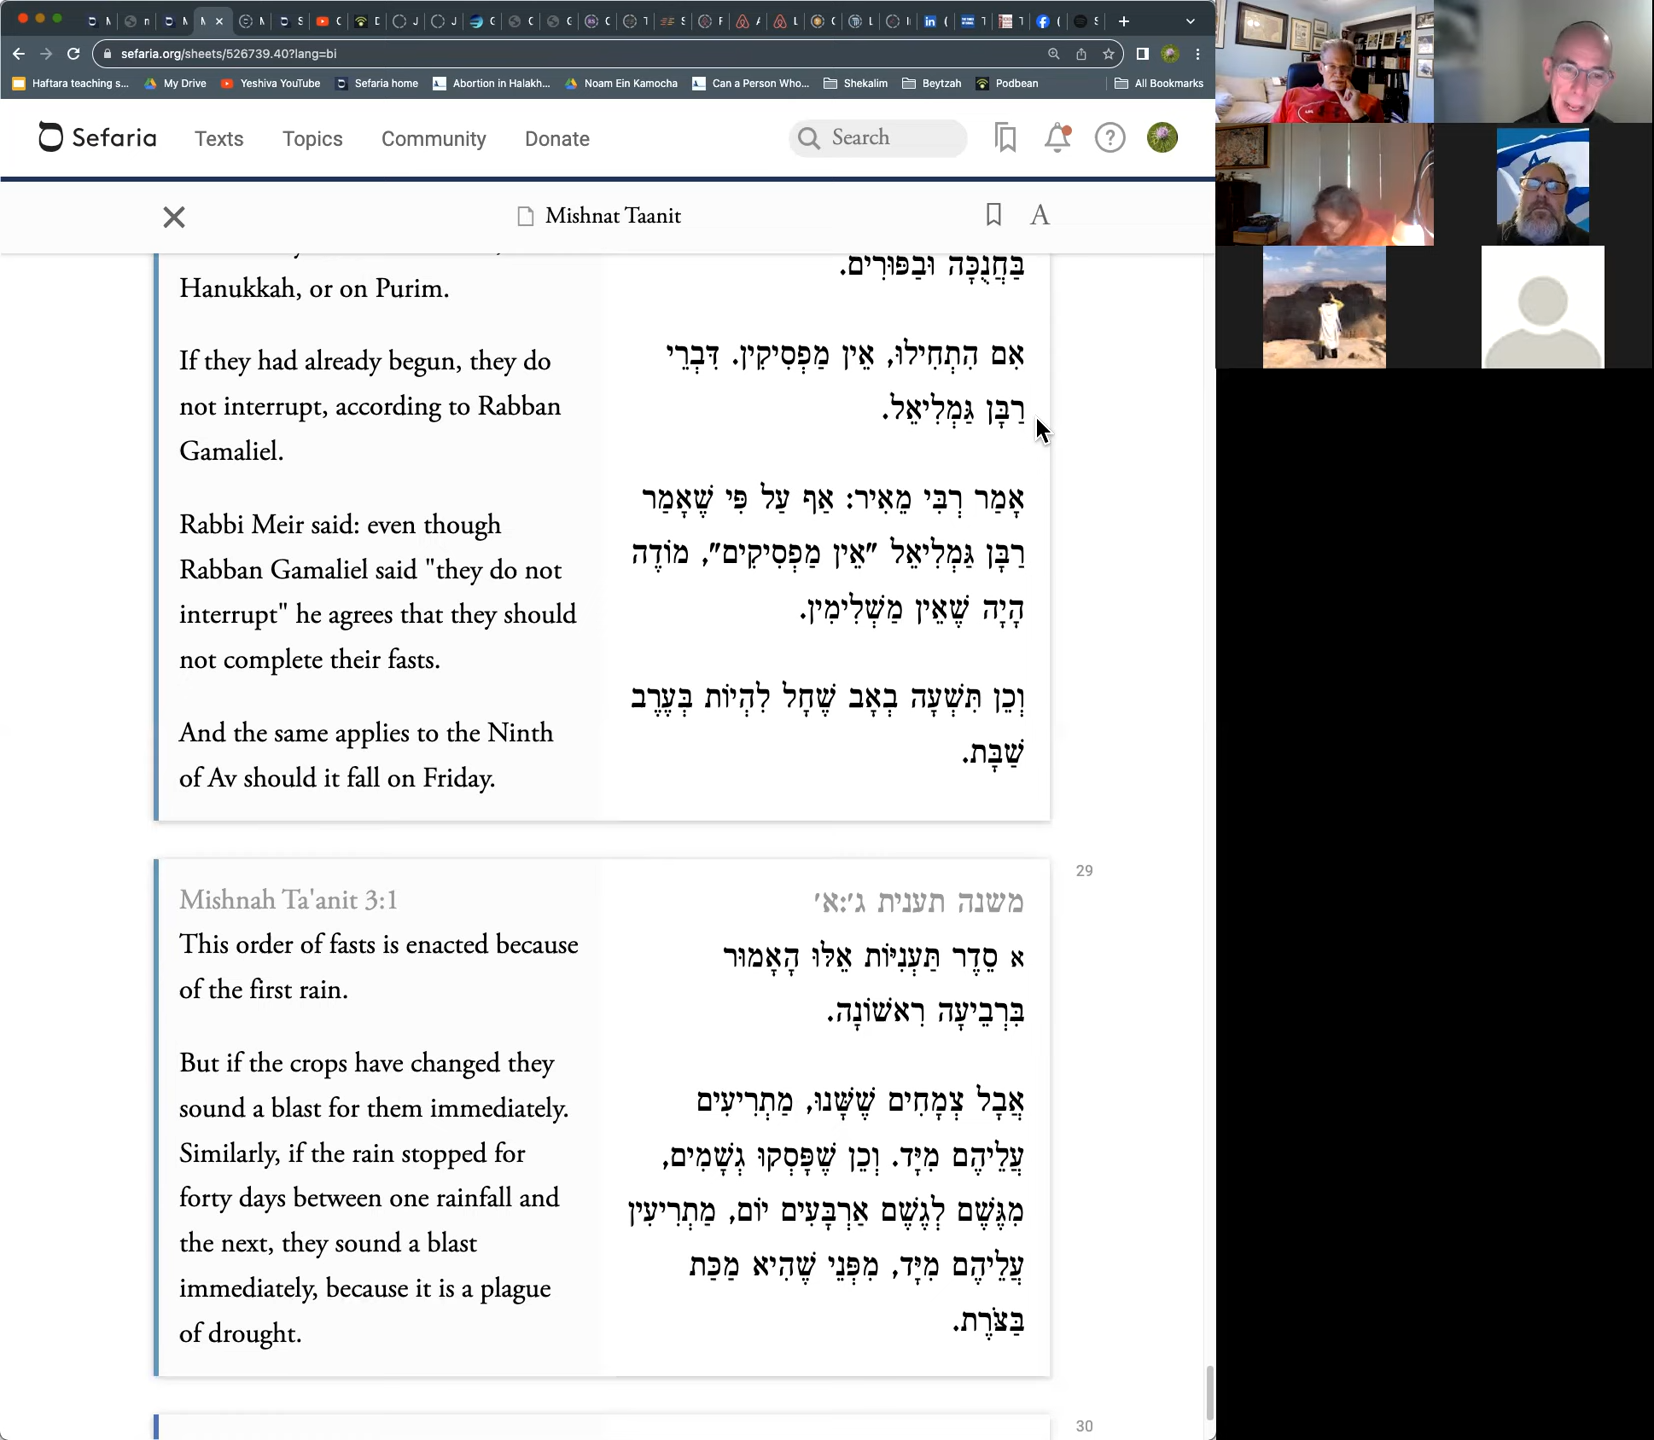 sefaria.org/sheets/526739.40?lang=bi
Haftara teaching s... My Drive Yeshiva YouTube Sefaria home Abortion in Halakh... Noam Ein Kamocha Can a Person Who... Shekalim Beytzah Podbean All Bookmarks
Sefaria Texts Topics Community Donate Search
Mishnat Taanit A
Hanukkah, or on Purim.
If they had already begun, they do
not interrupt, according to Rabban
Gamaliel.
Rabbi Meir said: even though
Rabban Gamaliel said "they do not
interrupt" he agrees that they should
not complete their fasts.
And the same applies to the Ninth
of Av should it fall on Friday.
בַּחֲנֻכָּה וּבַפּוּרִים.
אִם הִתְחִילוּ, אֵין מַפְסִיקִין. דִּבְרֵי
רַבָּן גַּמְלִיאֵל.
אָמַר רְבִּי מֵאִיר: אַף עַל פִּי שֶׁאָמַר
רַבָּן גַּמְלִיאֵל "אֵין מַפְסִיקִים", מוֹדֶה
הָיָה שֶׁאֵין מַשְׁלִימִין.
וְכֵן תִּשְׁעָה בְאָב שֶׁחָל לִהְיוֹת בְּעֶרֶב
שַׁבָּת.
29
Mishnah Ta'anit 3:1
This order of fasts is enacted because
of the first rain.
But if the crops have changed they
sound a blast for them immediately.
Similarly, if the rain stopped for
forty days between one rainfall and
the next, they sound a blast
immediately, because it is a plague
of drought.
משנה תענית ג׳:א׳
א סֵדֶר תַּעְנִיּוֹת אֵלּוּ הָאָמוּר
בִּרְבִיעָה רִאשׁוֹנָה.
אֲבָל צְמָחִים שֶׁשָּׁנוּ, מַתְרִיעִים
עֲלֵיהֶם מִיָּד. וְכֵן שֶׁפָּסְקוּ גְשָׁמִים,
מִגֶּשֶׁם לְגֶשֶׁם אַרְבָּעִים יוֹם, מַתְרִיעִין
עֲלֵיהֶם מִיָּד, מִפְּנֵי שֶׁהִיא מַכַּת
בַּצֹּרֶת.
30